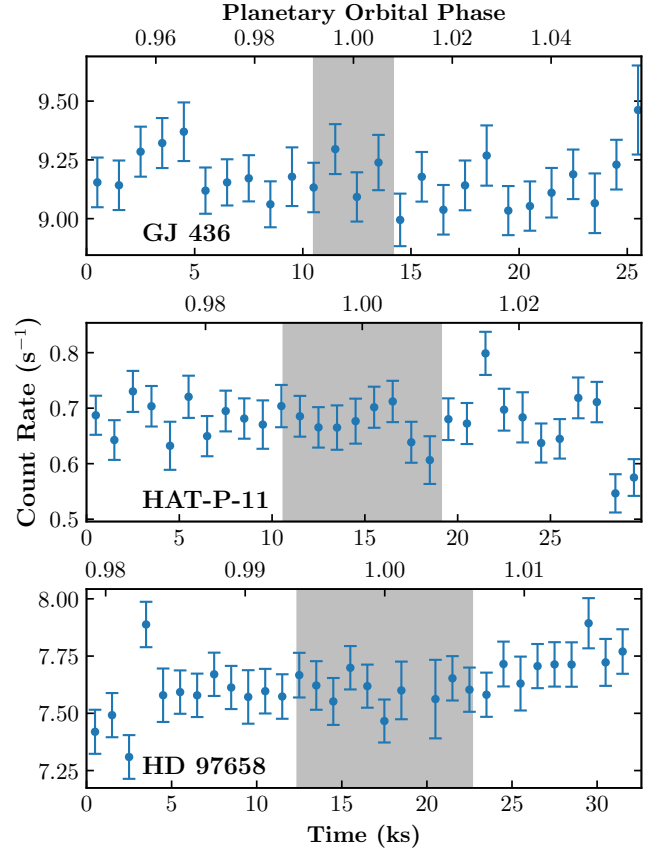 Planetary Orbital Phase
0.96 0.98 1.00 1.02 1.04
9.50
9.25
9.00
GJ 436
0 5 10 15 20 25
0.98 1.00 1.02
Count Rate (s⁻¹)
0.8
0.7
0.6
0.5
HAT-P-11
0 5 10 15 20 25
0.98 0.99 1.00 1.01
8.00
7.75
7.50
7.25
HD 97658
0 5 10 15 20 25 30
Time (ks)